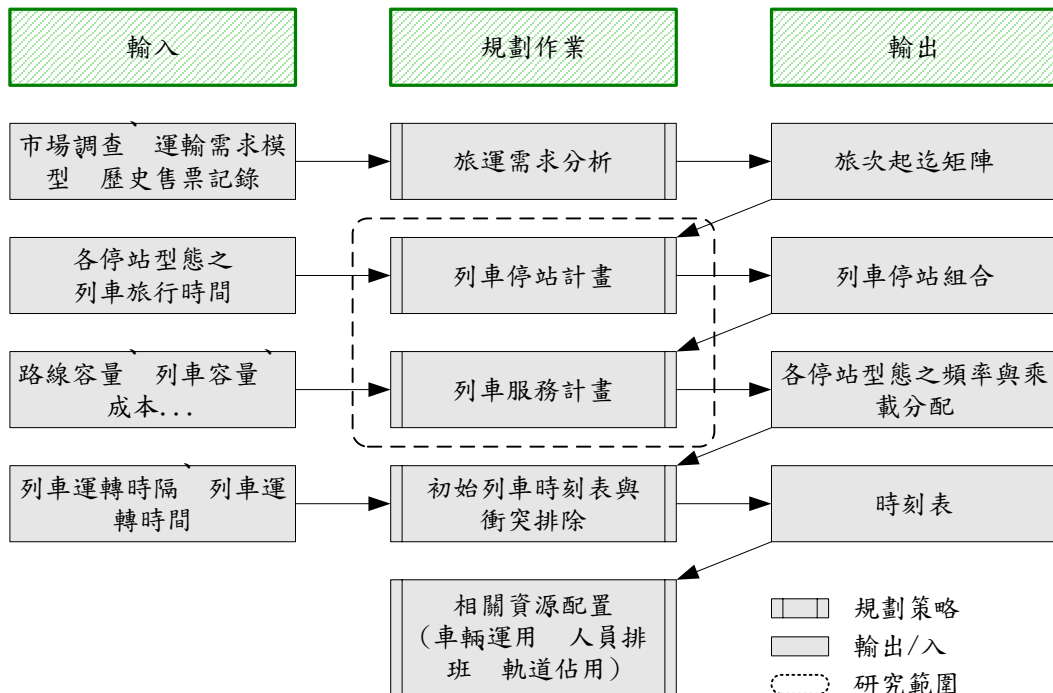 輸入
規劃作業
輸出
市場調查、運輸需求模
型、歷史售票記錄
旅運需求分析
旅次起迄矩陣
各停站型態之
列車旅行時間
列車停站計畫
列車停站組合
路線容量、列車容量、
成本...
列車服務計畫
各停站型態之頻率與乘
載分配
列車運轉時隔、列車運
轉時間
初始列車時刻表與
衝突排除
時刻表
相關資源配置
(車輛運用、人員排
班、軌道佔用)
規劃策略
輸出/入
研究範圍